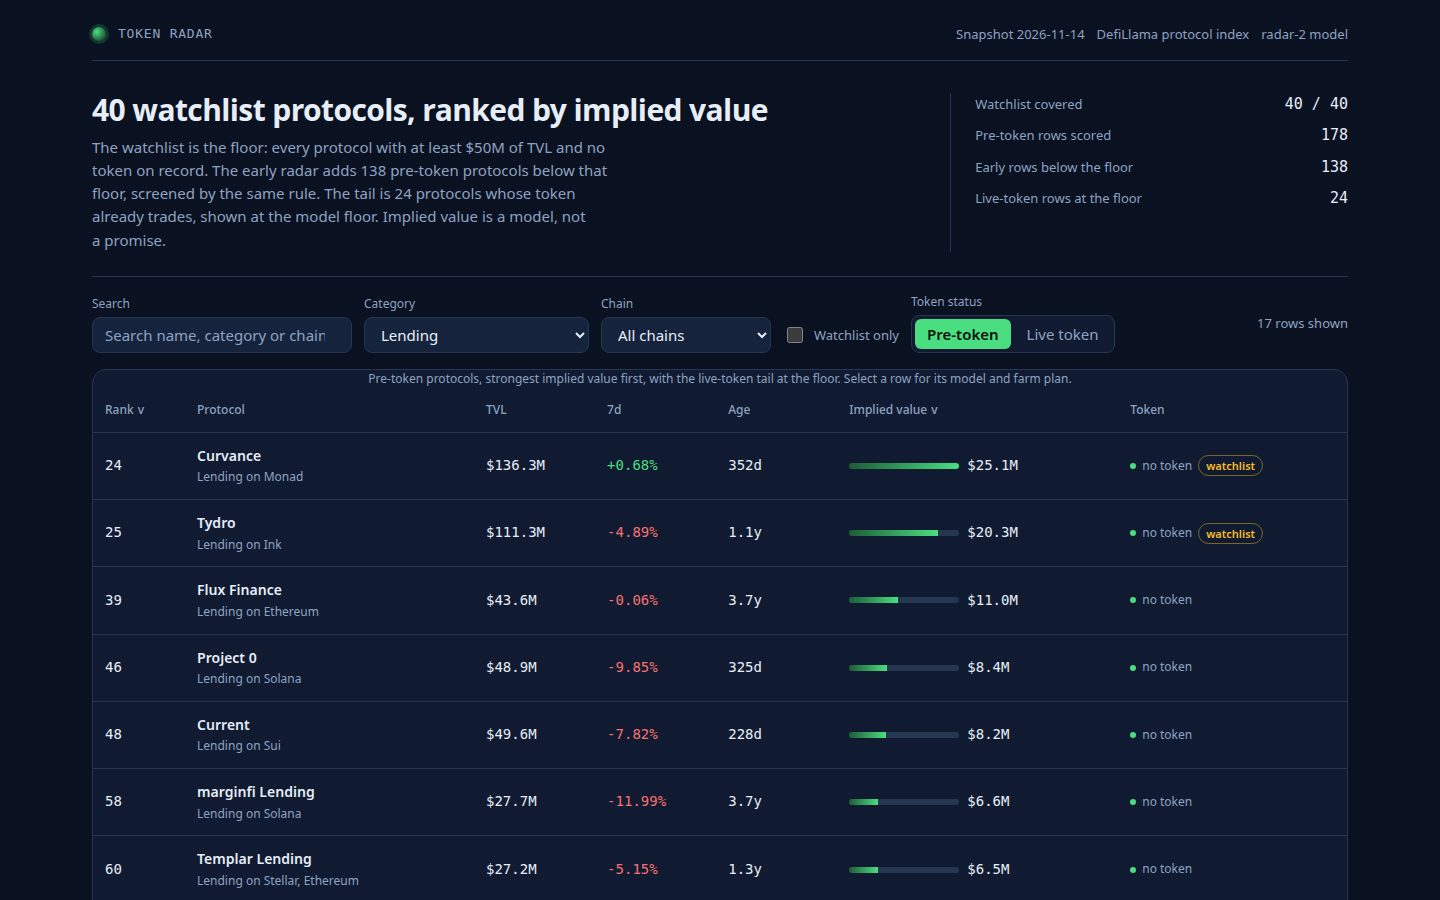 TOKEN RADAR
Snapshot 2026-11-14 DefiLlama protocol index radar-2 model
40 watchlist protocols, ranked by implied value
The watchlist is the floor: every protocol with at least $50M of TVL and no
token on record. The early radar adds 138 pre-token protocols below that
floor, screened by the same rule. The tail is 24 protocols whose token
already trades, shown at the model floor. Implied value is a model, not
a promise.
Watchlist covered 40 / 40
Pre-token rows scored 178
Early rows below the floor 138
Live-token rows at the floor 24
Search
Search name, category or chain
Category
Lending
Chain
All chains
Watchlist only
Token status
Pre-token Live token
17 rows shown
Pre-token protocols, strongest implied value first, with the live-token tail at the floor. Select a row for its model and farm plan.
Rank v Protocol TVL 7d Age Implied value v Token
24 Curvance $136.3M +0.68% 352d $25.1M no token watchlist
Lending on Monad
25 Tydro $111.3M -4.89% 1.1y $20.3M no token watchlist
Lending on Ink
39 Flux Finance $43.6M -0.06% 3.7y $11.0M no token
Lending on Ethereum
46 Project 0 $48.9M -9.85% 325d $8.4M no token
Lending on Solana
48 Current $49.6M -7.82% 228d $8.2M no token
Lending on Sui
58 marginfi Lending $27.7M -11.99% 3.7y $6.6M no token
Lending on Solana
60 Templar Lending $27.2M -5.15% 1.3y $6.5M no token
Lending on Stellar, Ethereum